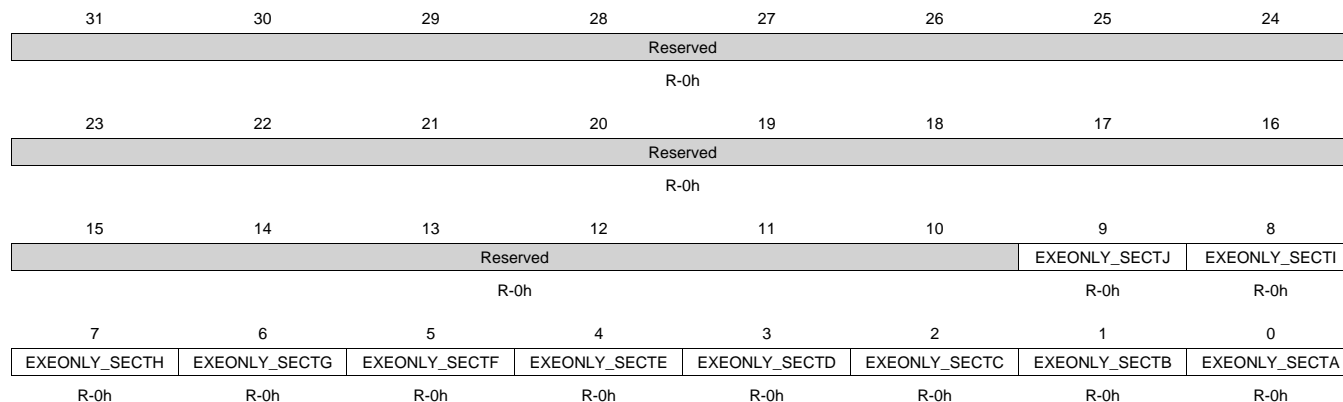 31 30 29 28 27 26 25 24
Reserved
R-0h
23 22 21 20 19 18 17 16
Reserved
R-0h
15 14 13 12 11 10 9 8
Reserved EXEONLY_SECTJ EXEONLY_SECTI
R-0h R-0h R-0h
7 6 5 4 3 2 1 0
EXEONLY_SECTH EXEONLY_SECTG EXEONLY_SECTF EXEONLY_SECTE EXEONLY_SECTD EXEONLY_SECTC EXEONLY_SECTB EXEONLY_SECTA
R-0h R-0h R-0h R-0h R-0h R-0h R-0h R-0h